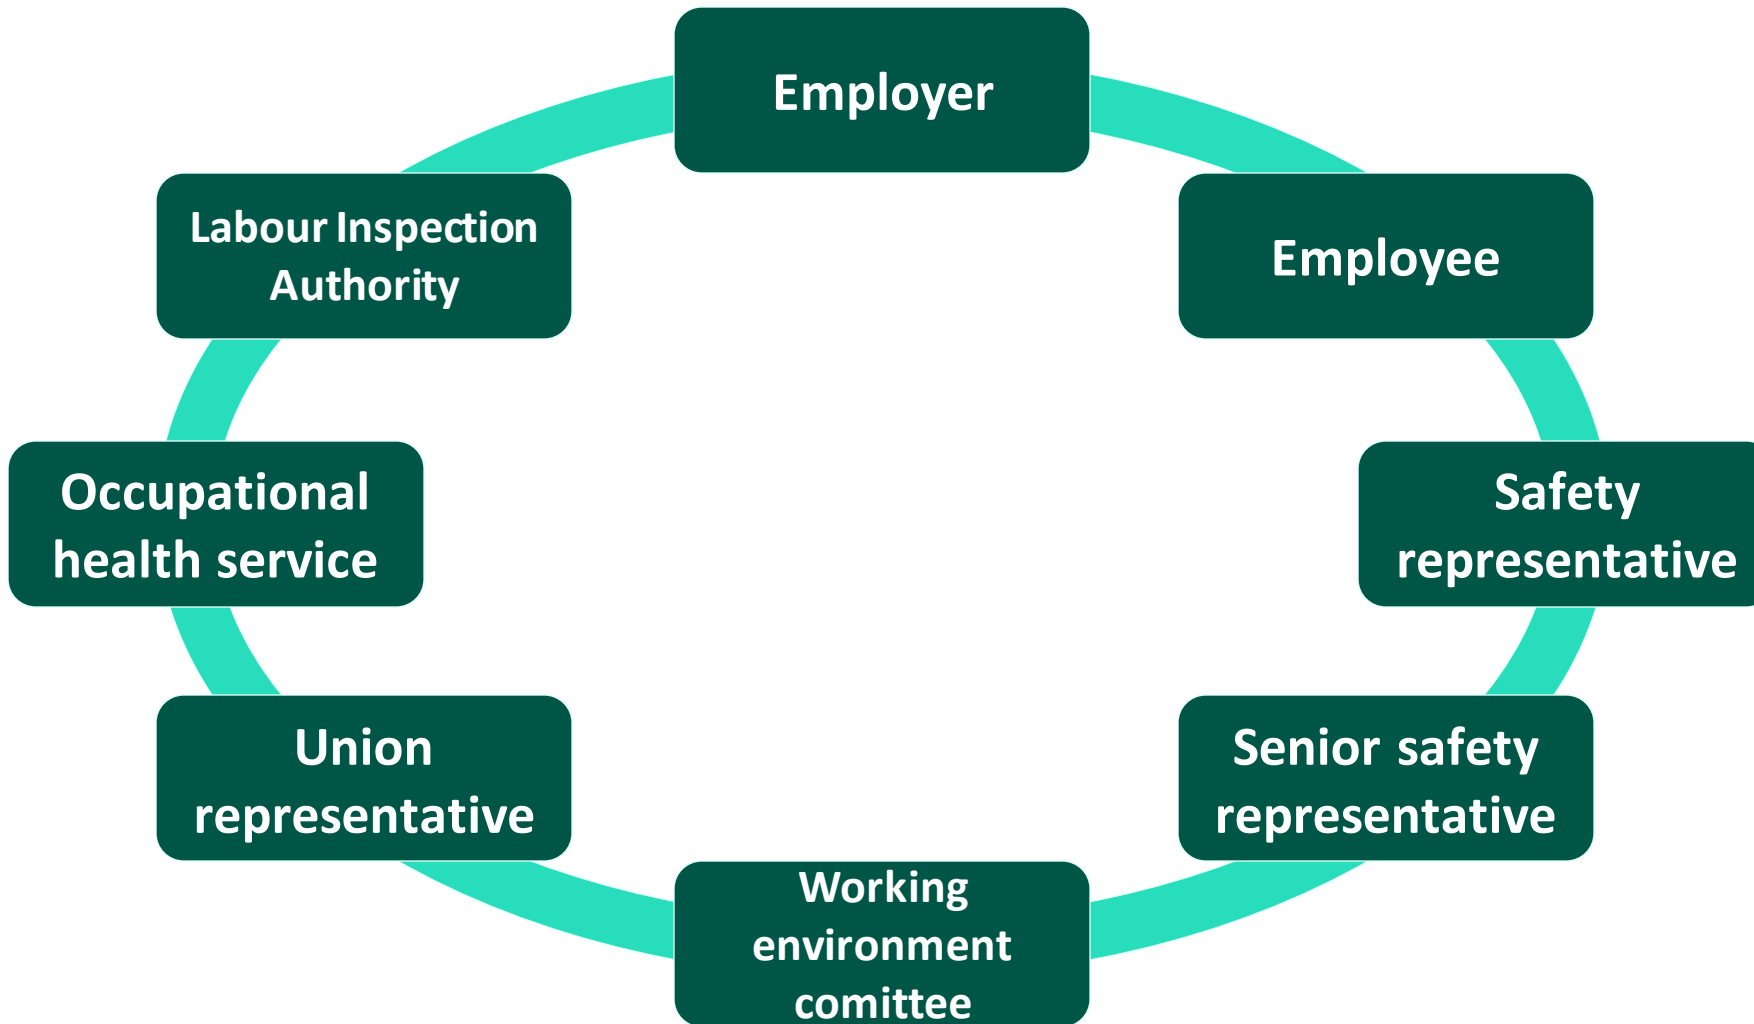 Employer
Labour Inspection
Authority
Employee
Occupational
health service
Safety
representative
Union
representative
Senior safety
representative
Working
environment
comittee